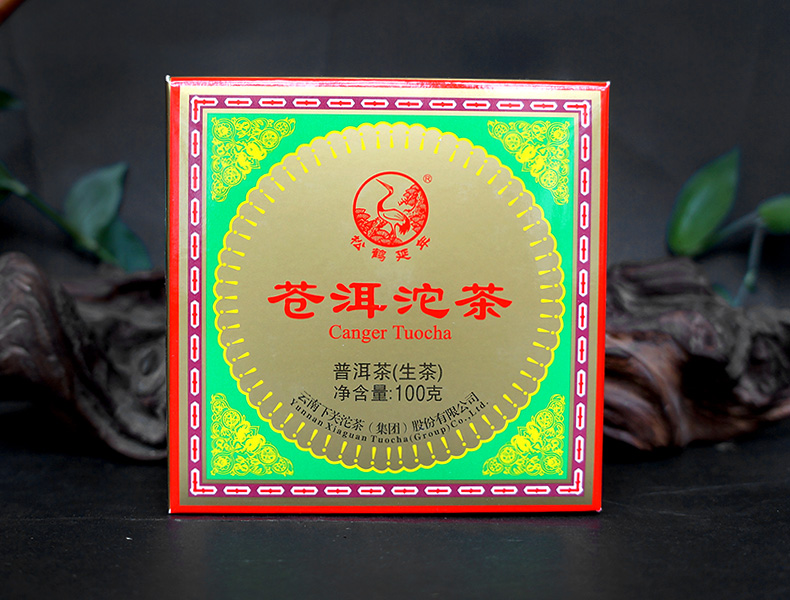 ®
松鹤延年
苍洱沱茶
Canger Tuocha
普洱茶(生茶)
净含量:100克
云南下关沱茶(集团)股份有限公司
Yunnan Xiaguan Tuocha(Group)Co.,Ltd.